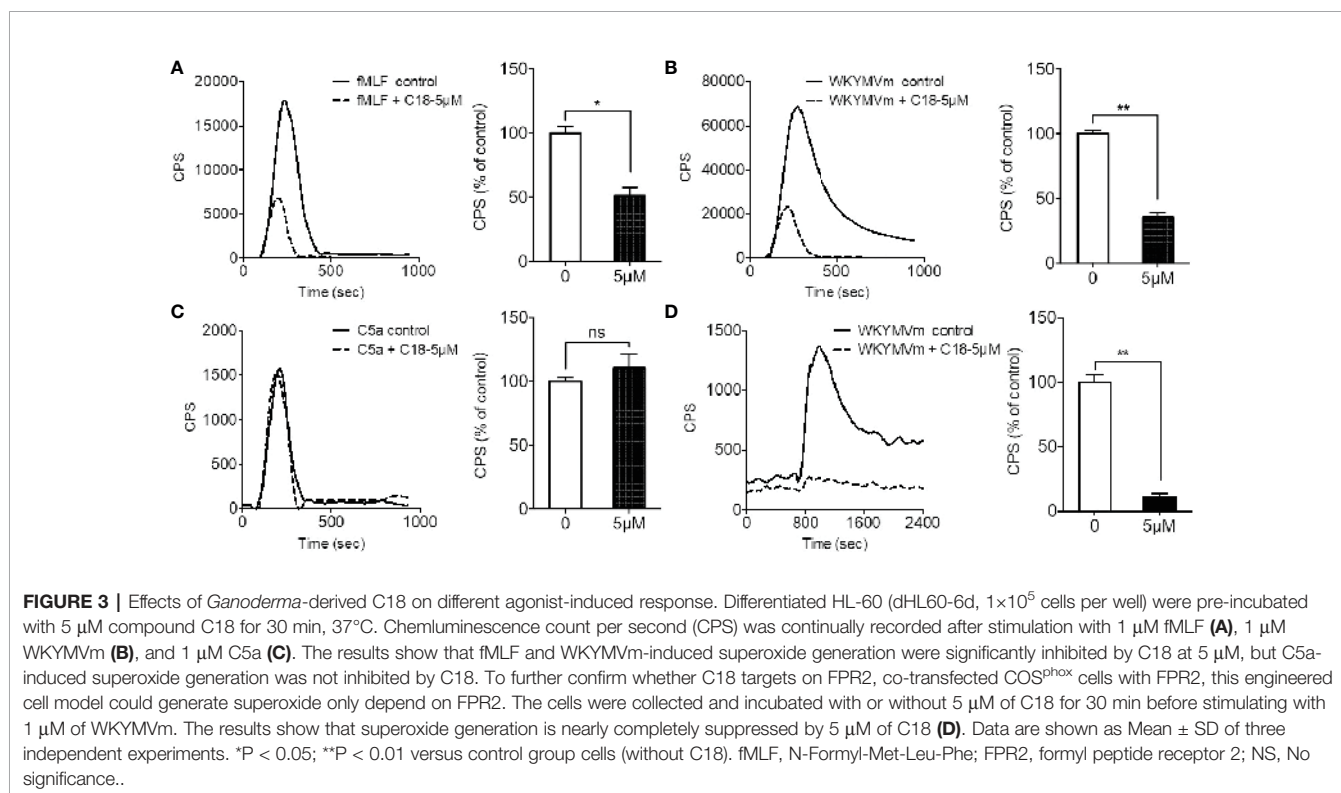 A
fMLF control
fMLF + C18-5µM
20000
15000
10000
5000
0
CPS
0
500
1000
Time (sec)
150
100
50
0
CPS (% of control)
*
0
5µM
B
WKYMVm control
WKYMVm + C18-5µM
80000
60000
40000
20000
0
CPS
0
500
1000
Time (sec)
150
100
50
0
CPS (% of control)
**
0
5µM
C
C5a control
C5a + C18-5µM
2000
1500
1000
500
0
CPS
0
500
1000
Time (sec)
150
100
50
0
CPS (% of control)
ns
0
5µM
D
WKYMVm control
WKYMVm + C18-5µM
1500
1000
500
0
CPS
0
800
1600
2400
Time (sec)
150
100
50
0
CPS (% of control)
**
0
5µM
FIGURE 3 | Effects of Ganoderma-derived C18 on different agonist-induced response. Differentiated HL-60 (dHL60-6d, 1×10⁵ cells per well) were pre-incubated
with 5 µM compound C18 for 30 min, 37°C. Chemluminescence count per second (CPS) was continually recorded after stimulation with 1 µM fMLF (A), 1 µM
WKYMVm (B), and 1 µM C5a (C). The results show that fMLF and WKYMVm-induced superoxide generation were significantly inhibited by C18 at 5 µM, but C5a-
induced superoxide generation was not inhibited by C18. To further confirm whether C18 targets on FPR2, co-transfected COSᵖʰᵒˣ cells with FPR2, this engineered
cell model could generate superoxide only depend on FPR2. The cells were collected and incubated with or without 5 µM of C18 for 30 min before stimulating with
1 µM of WKYMVm. The results show that superoxide generation is nearly completely suppressed by 5 µM of C18 (D). Data are shown as Mean ± SD of three
independent experiments. *P < 0.05; **P < 0.01 versus control group cells (without C18). fMLF, N-Formyl-Met-Leu-Phe; FPR2, formyl peptide receptor 2; NS, No
significance..